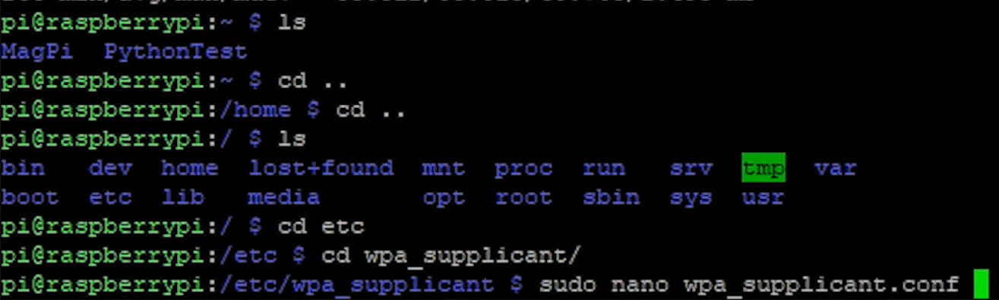 pi@raspberrypi:~ $ ls
MagPi  PythonTest
pi@raspberrypi:~ $ cd ..
pi@raspberrypi:/home $ cd ..
pi@raspberrypi:/ $ ls
bin   dev  home  lost+found  mnt  proc  run   srv  tmp  var
boot  etc  lib   media       opt  root  sbin  sys  usr
pi@raspberrypi:/ $ cd etc
pi@raspberrypi:/etc $ cd wpa_supplicant/
pi@raspberrypi:/etc/wpa_supplicant $ sudo nano wpa_supplicant.conf